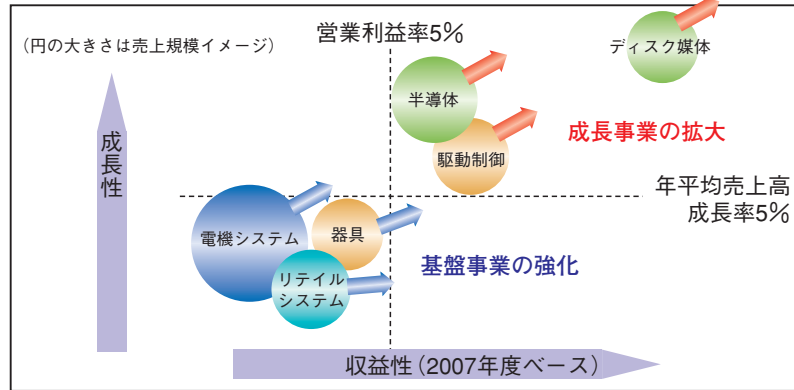 (円の大きさは売上規模イメージ)
営業利益率5%
ディスク媒体
半導体
成長事業の拡大
駆動制御
成長性
年平均売上高
成長率5%
電機システム
器具
基盤事業の強化
リテイル
システム
収益性(2007年度ベース)